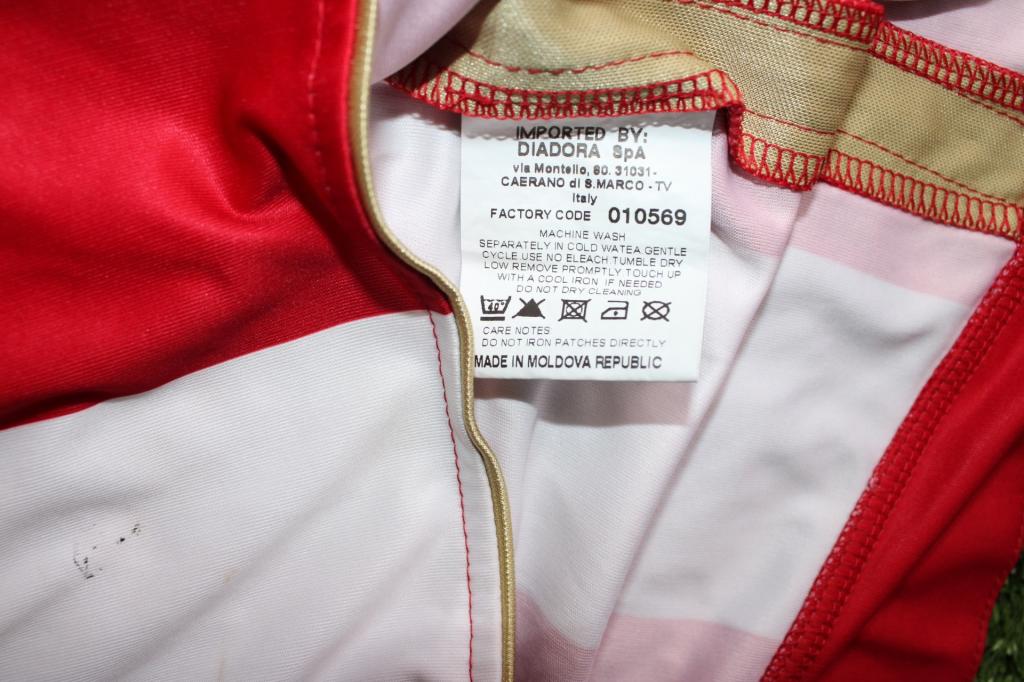 IMPORTED BY:
DIADORA SpA
via Montello, 80. 31031-
CAERANO di S.MARCO - TV
Italy
FACTORY CODE 010569
MACHINE WASH
SEPARATELY IN COLD WATEA GENTLE
CYCLE USE NO BLEACH TUMBLE DRY
LOW REMOVE PROMPTLY TOUCH UP
WITH A COOL IRON IF NEEDED
DO NOT DRY CLEANING
40°
CARE NOTES
DO NOT IRON PATCHES DIRECTLY
MADE IN MOLDOVA REPUBLIC